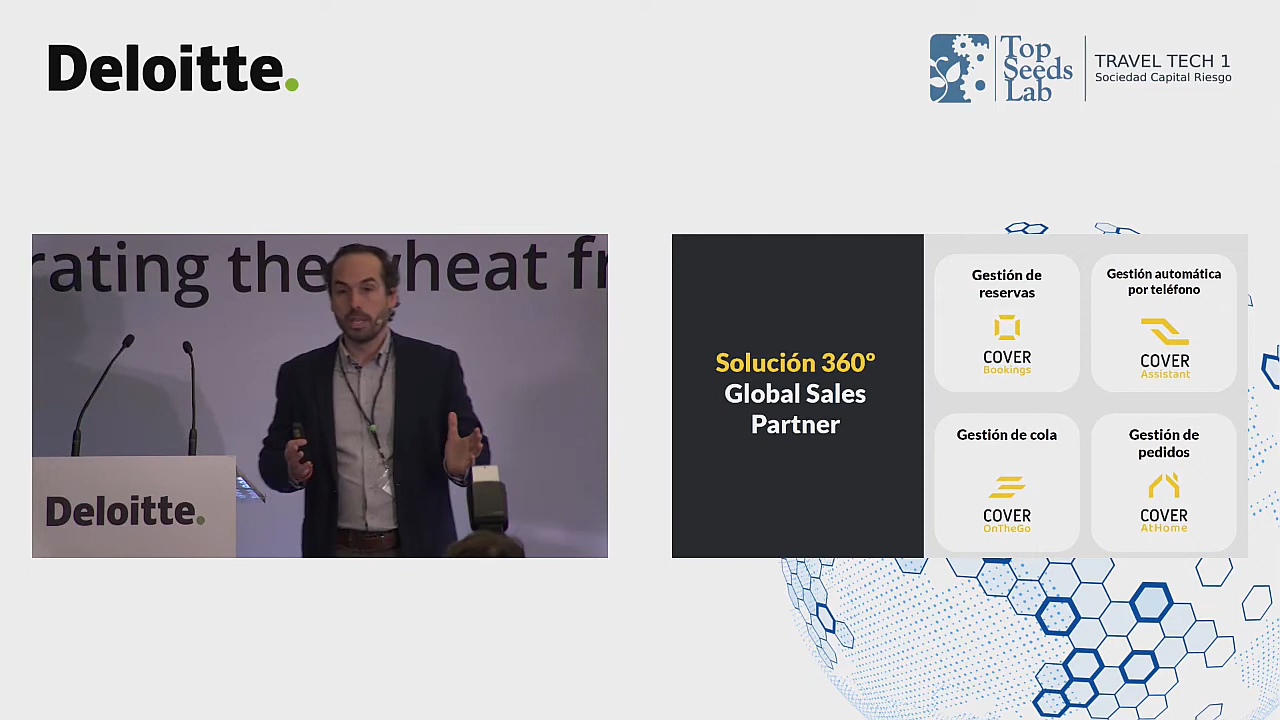 Deloitte.
Top
Seeds
Lab
TRAVEL TECH 1
Sociedad Capital Riesgo
rating the wheat fr
Deloitte.
Solución 360º
Global Sales
Partner
Gestión de
reservas
COVER
Bookings
Gestión automática
por teléfono
COVER
Assistant
Gestión de cola
COVER
OnTheGo
Gestión de
pedidos
COVER
AtHome